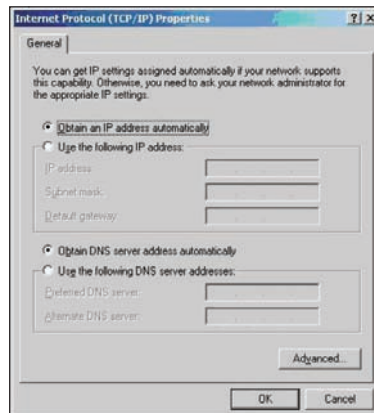 Internet Protocol (TCP/IP) Properties
General
You can get IP settings assigned automatically if your network supports
this capability. Otherwise, you need to ask your network administrator for
the appropriate IP settings.
Obtain an IP address automatically
Use the following IP address:
IP address:
Subnet mask:
Default gateway:
Obtain DNS server address automatically
Use the following DNS server addresses:
Preferred DNS server:
Alternate DNS server:
Advanced...
OK Cancel